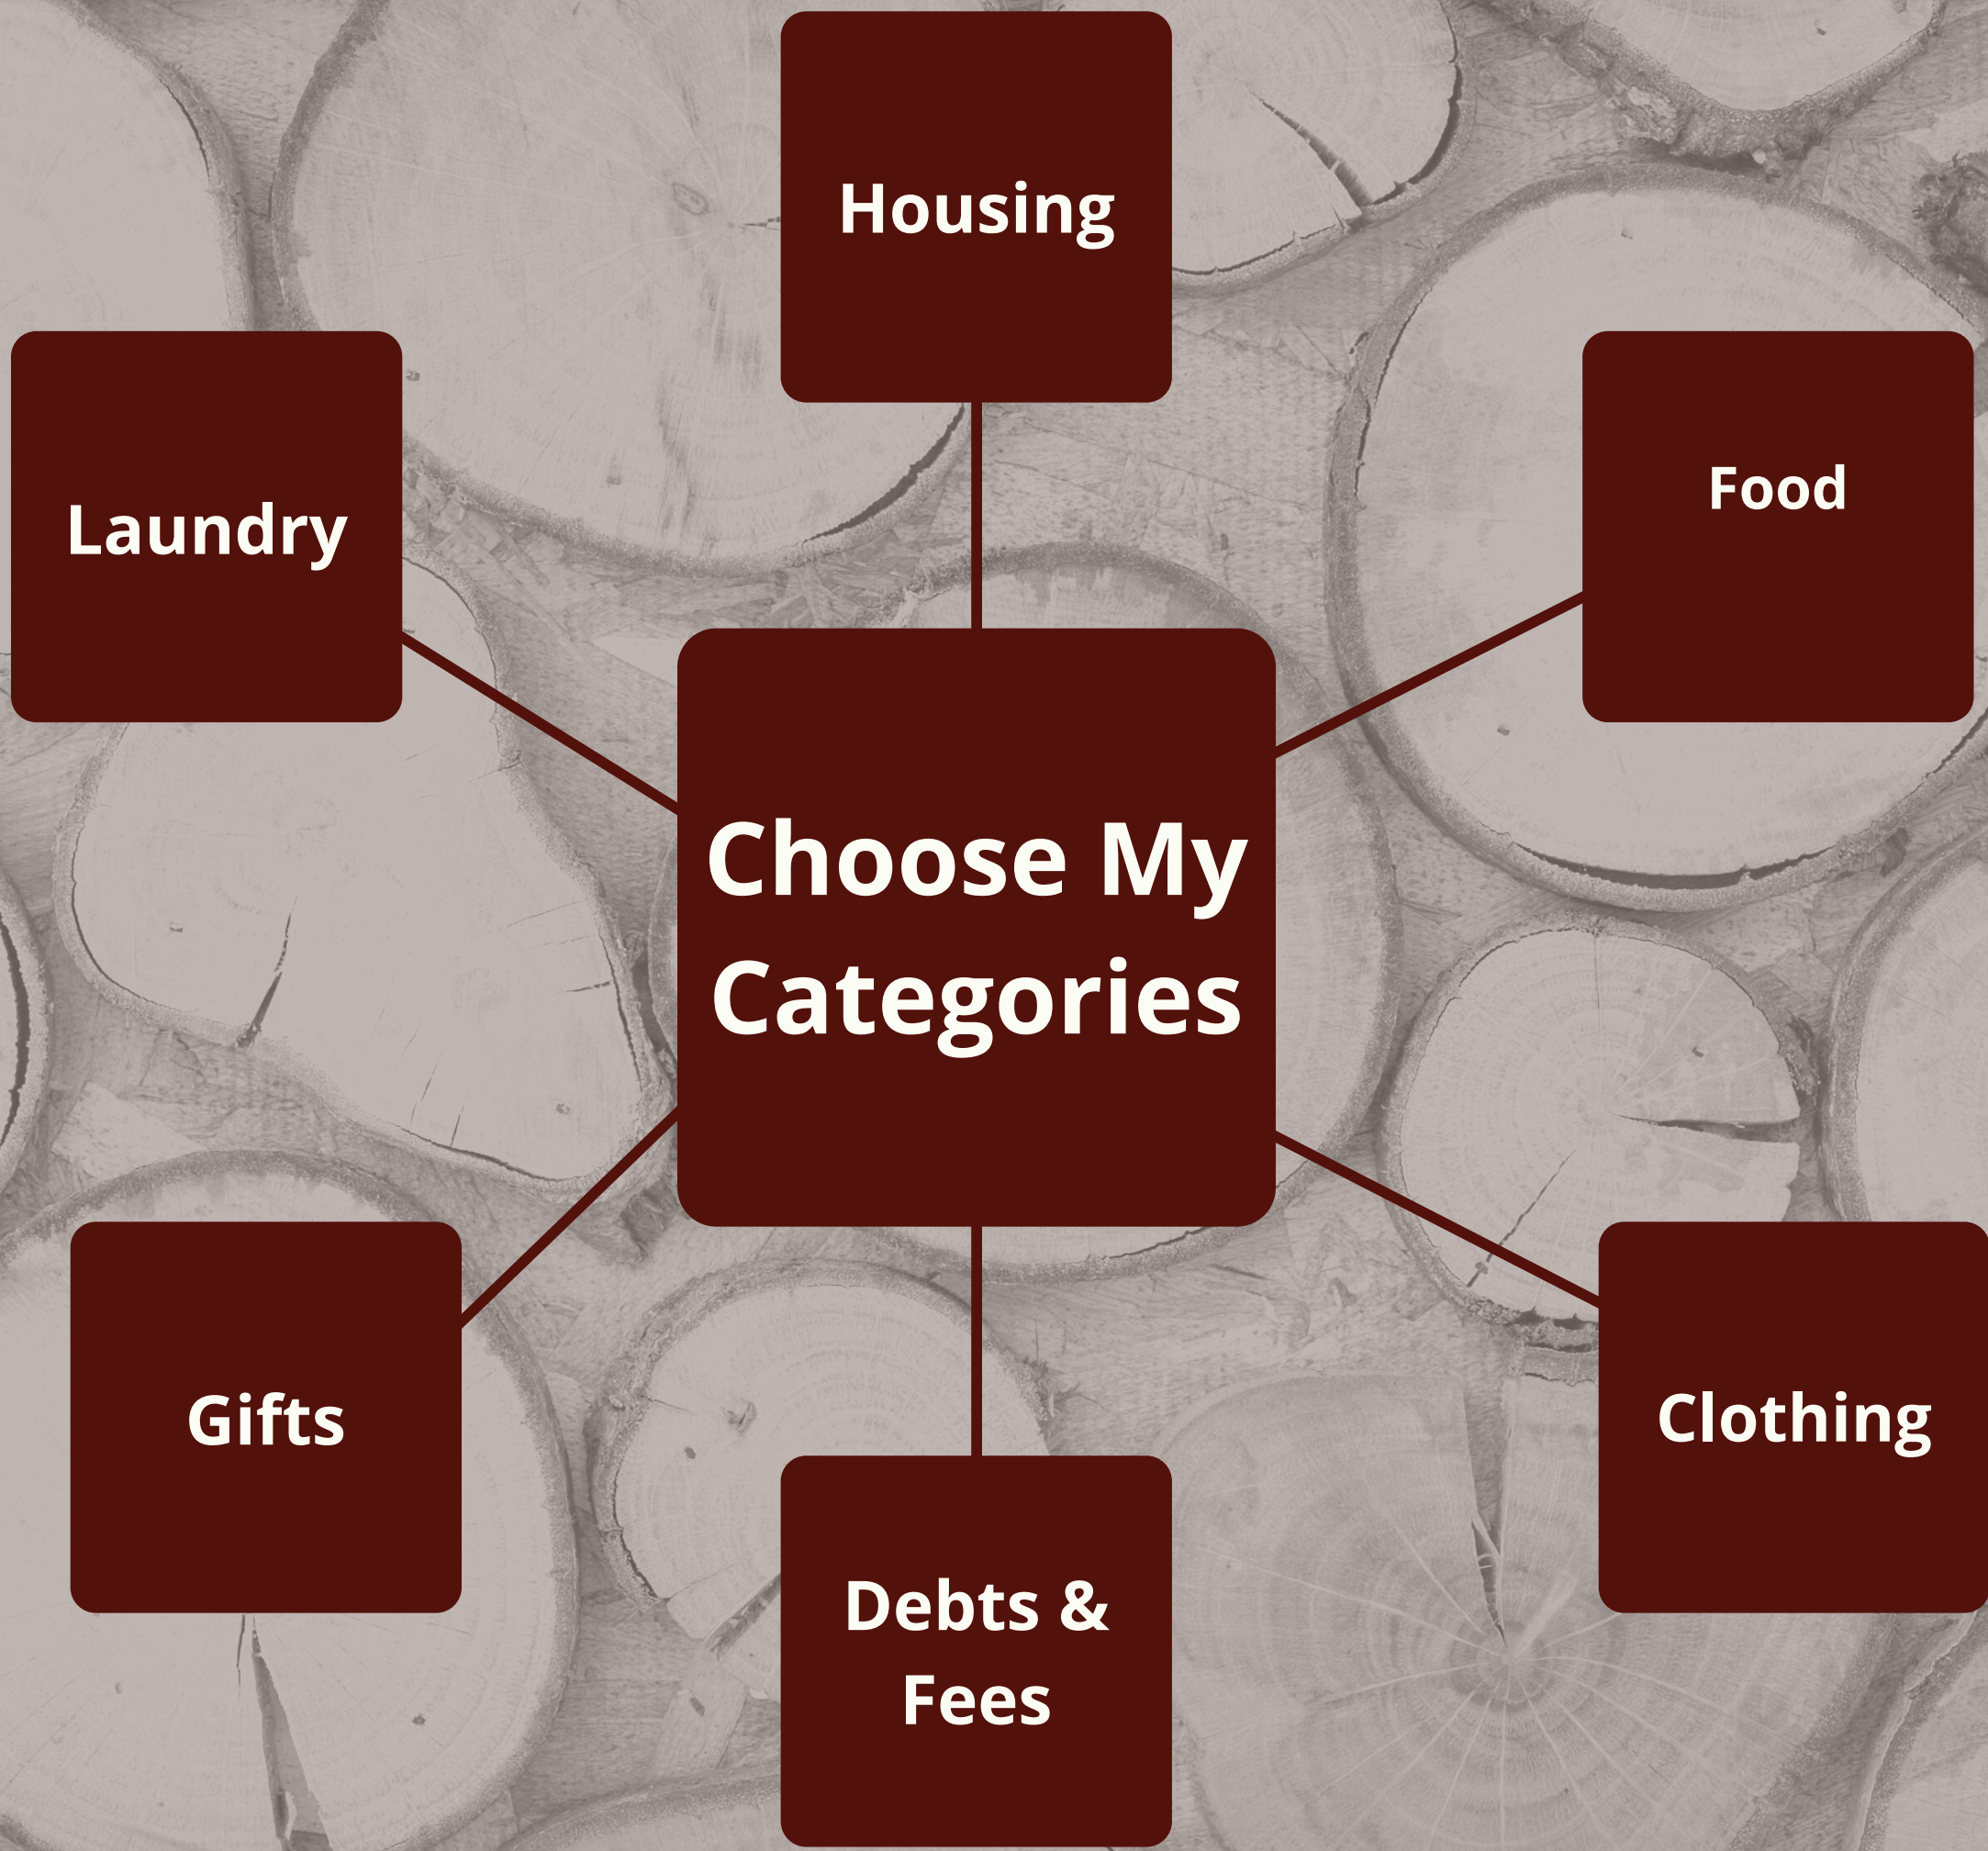 Housing
Laundry
Food
Choose My
Categories
Gifts
Clothing
Debts &
Fees